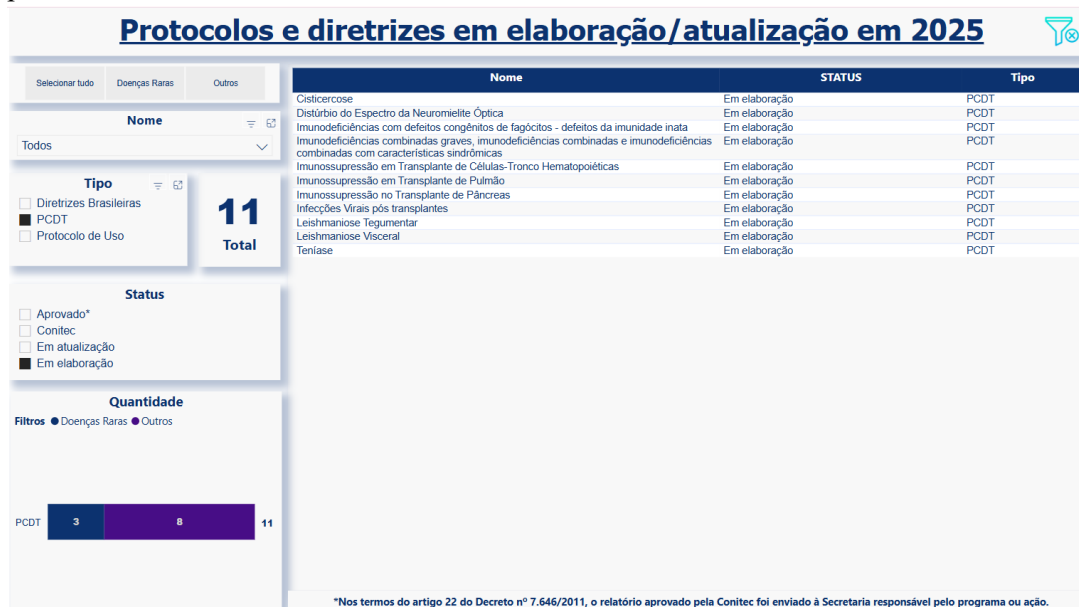 Protocolos e diretrizes em elaboração/atualização em 2025
Selecionar tudo Doenças Raras Outros
Nome
Todos
Tipo
Diretrizes Brasileiras
PCDT
Protocolo de Uso
11
Total
Status
Aprovado*
Conitec
Em atualização
Em elaboração
Quantidade
Filtros Doenças Raras Outros
PCDT 3 8 11
Nome STATUS Tipo
Cisticercose Em elaboração PCDT
Distúrbio do Espectro da Neuromielite Óptica Em elaboração PCDT
Imunodeficiências com defeitos congênitos de fagócitos - defeitos da imunidade inata Em elaboração PCDT
Imunodeficiências combinadas graves, imunodeficiências combinadas e imunodeficiências Em elaboração PCDT
combinadas com características sindrômicas
Imunossupressão em Transplante de Células-Tronco Hematopoiéticas Em elaboração PCDT
Imunossupressão em Transplante de Pulmão Em elaboração PCDT
Imunossupressão no Transplante de Pâncreas Em elaboração PCDT
Infecções Virais pós transplantes Em elaboração PCDT
Leishmaniose Tegumentar Em elaboração PCDT
Leishmaniose Visceral Em elaboração PCDT
Teníase Em elaboração PCDT
*Nos termos do artigo 22 do Decreto nº 7.646/2011, o relatório aprovado pela Conitec foi enviado à Secretaria responsável pelo programa ou ação.